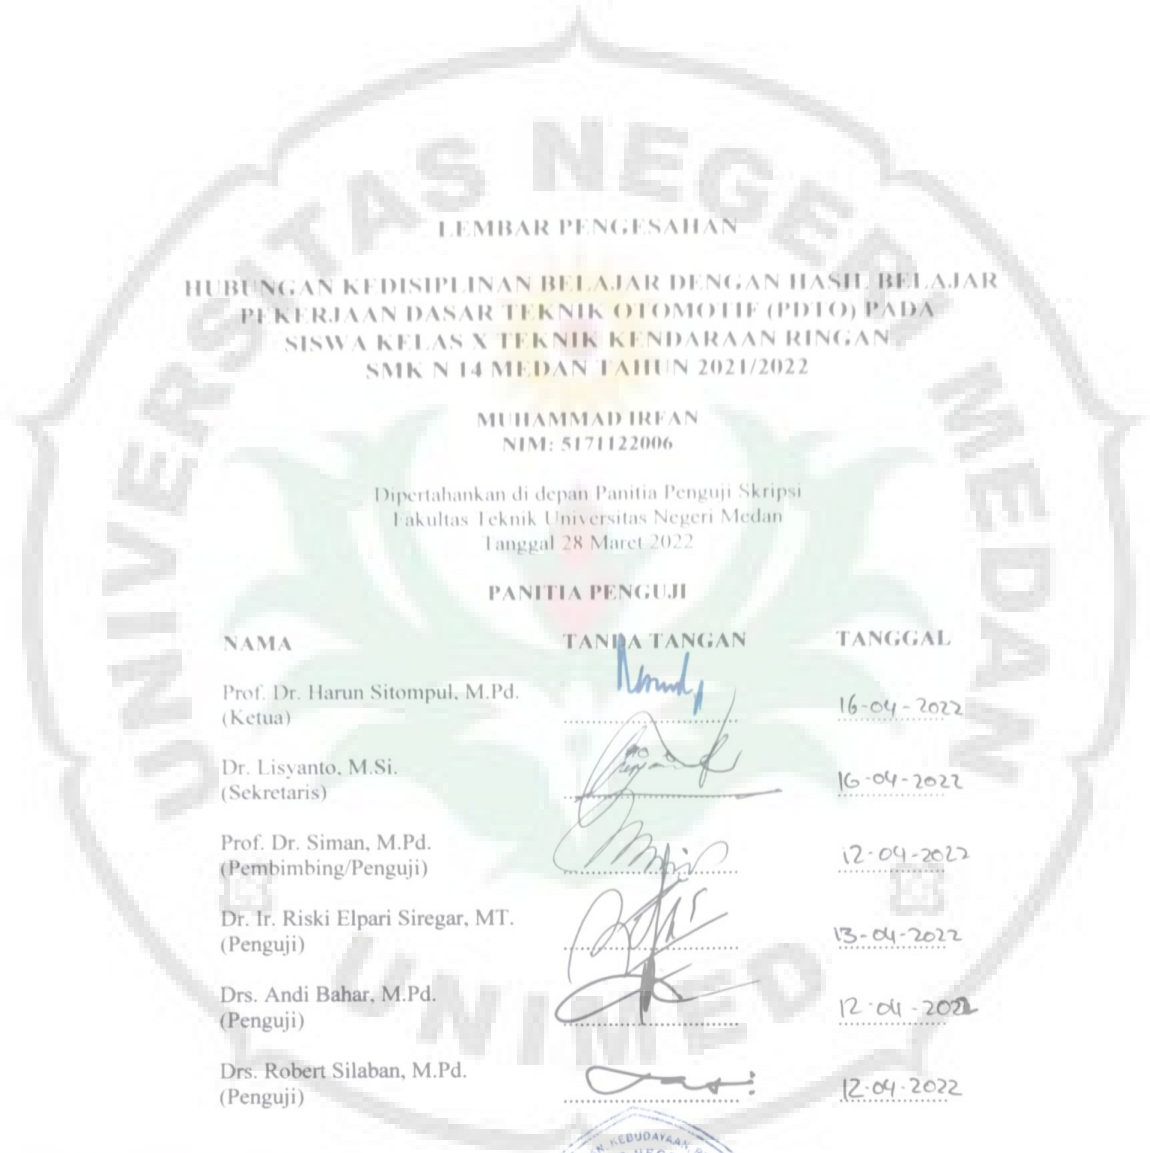 UNIVERSITAS NEGERI MEDAN
LEMBAR PENGESAHAN
HUBUNGAN KEDISIPLINAN BELAJAR DENGAN HASIL BELAJAR
PEKERJAAN DASAR TEKNIK OTOMOTIF (PDTO) PADA
SISWA KELAS X TEKNIK KENDARAAN RINGAN
SMK N 14 MEDAN TAHUN 2021/2022
MUHAMMAD IRFAN
NIM: 5171122006
Dipertahankan di depan Panitia Penguji Skripsi
Fakultas Teknik Universitas Negeri Medan
Tanggal 28 Maret 2022
PANITIA PENGUJI
NAMA TANDA TANGAN TANGGAL
Prof. Dr. Harun Sitompul, M.Pd.
(Ketua) 16-04-2022
Dr. Lisyanto, M.Si.
(Sekretaris) 16-04-2022
Prof. Dr. Siman, M.Pd.
(Pembimbing/Penguji) 12-04-2022
Dr. Ir. Riski Elpari Siregar, MT.
(Penguji) 13-04-2022
Drs. Andi Bahar, M.Pd.
(Penguji) 12-04-2022
Drs. Robert Silaban, M.Pd.
(Penguji) 12-04-2022
UNIMED
KEBUDAYAAN